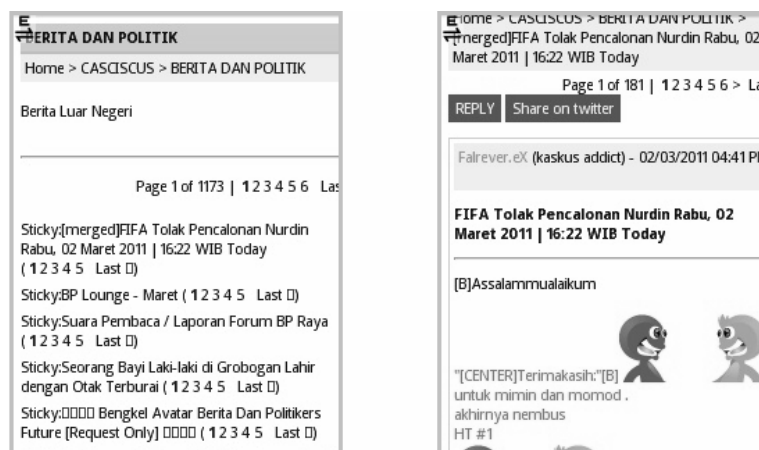 BERITA DAN POLITIK
Home > CASCISCUS > BERITA DAN POLITIK
Berita Luar Negeri
Page 1 of 1173 | 1 2 3 4 5 6 Las
Sticky:[merged]FIFA Tolak Pencalonan Nurdin
Rabu, 02 Maret 2011 | 16:22 WIB Today
( 1 2 3 4 5 Last ▯)
Sticky:BP Lounge - Maret ( 1 2 3 4 5 Last ▯)
Sticky:Suara Pembaca / Laporan Forum BP Raya
( 1 2 3 4 5 Last ▯)
Sticky:Seorang Bayi Laki-laki di Grobogan Lahir
dengan Otak Terburai ( 1 2 3 4 5 Last ▯)
Sticky:▯▯▯▯ Bengkel Avatar Berita Dan Politikers
Future [Request Only] ▯▯▯▯ ( 1 2 3 4 5 Last ▯)
Home > CASCISCUS > BERITA DAN POLITIK >
[merged]FIFA Tolak Pencalonan Nurdin Rabu, 02
Maret 2011 | 16:22 WIB Today
Page 1 of 181 | 1 2 3 4 5 6 > La
REPLY Share on twitter
Falrever.eX (kaskus addict) - 02/03/2011 04:41 PM
FIFA Tolak Pencalonan Nurdin Rabu, 02
Maret 2011 | 16:22 WIB Today
[B]Assalammualaikum
"[CENTER]Terimakasih:"[B]
untuk mimin dan momod .
akhirnya nembus
HT #1